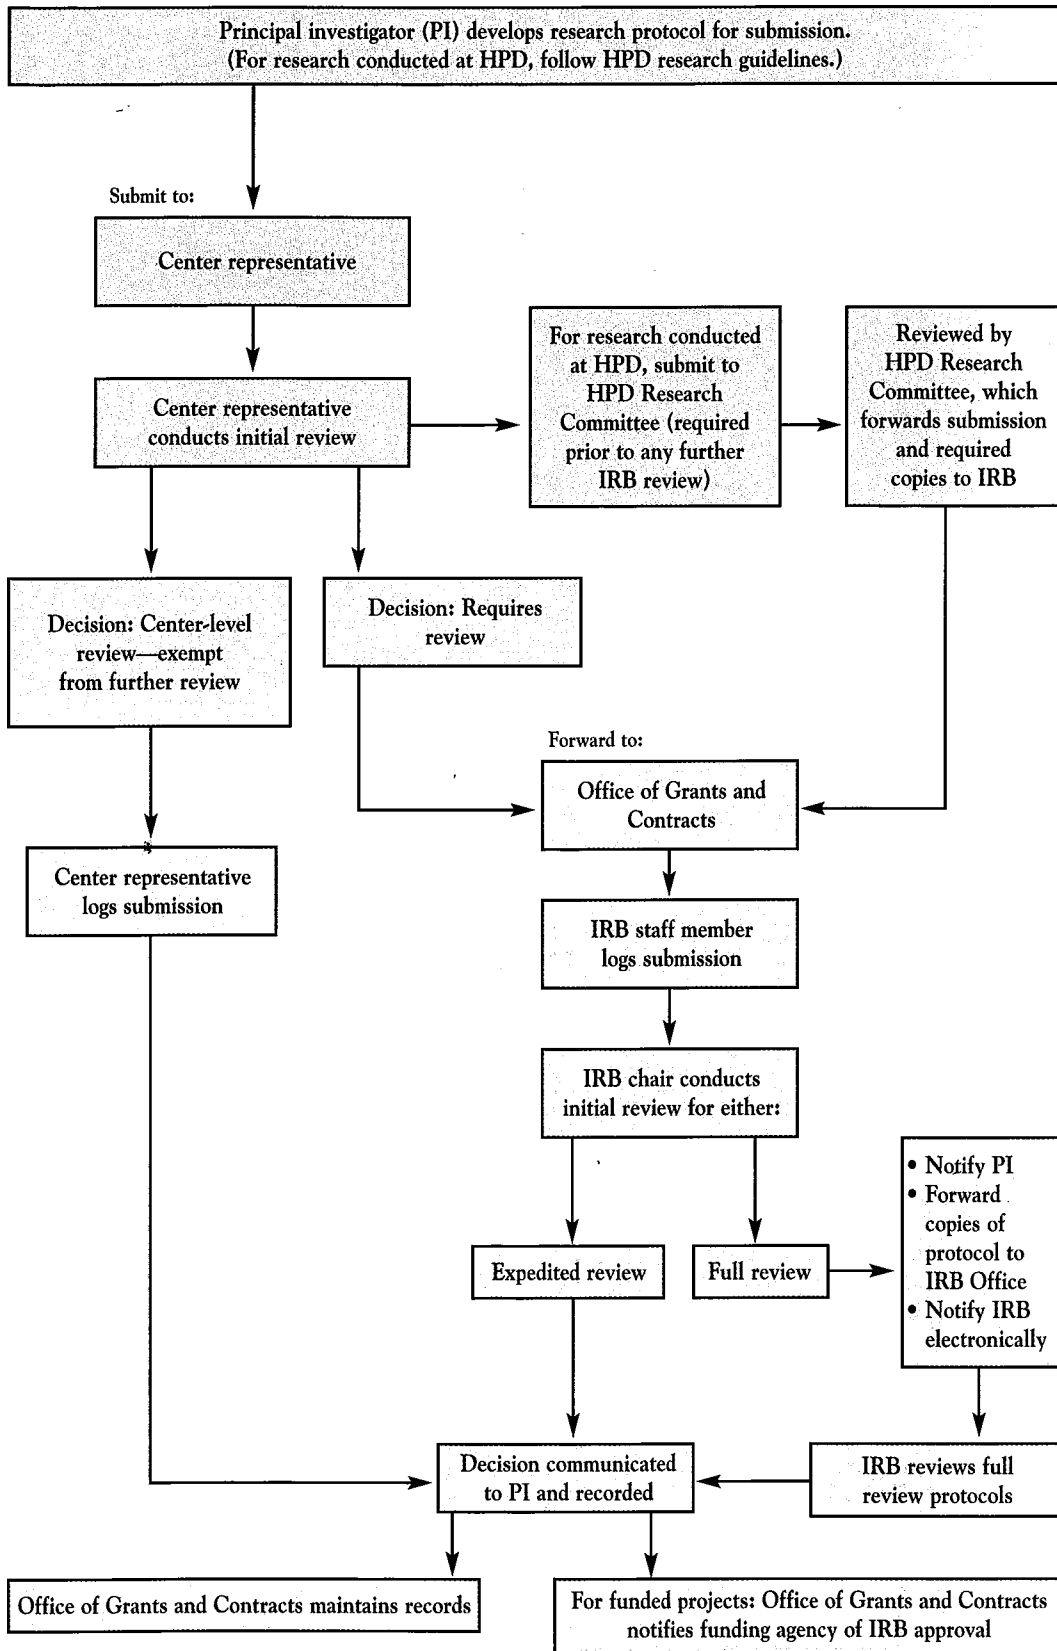 Principal investigator (PI) develops research protocol for submission.
(For research conducted at HPD, follow HPD research guidelines.)
Submit to:
Center representative
Center representative
conducts initial review
For research conducted
at HPD, submit to
HPD Research
Committee (required
prior to any further
IRB review)
Reviewed by
HPD Research
Committee, which
forwards submission
and required
copies to IRB
Decision: Center-level
review—exempt
from further review
Decision: Requires
review
Forward to:
Office of Grants and
Contracts
Center representative
logs submission
IRB staff member
logs submission
IRB chair conducts
initial review for either:
Expedited review
Full review
• Notify PI
• Forward
copies of
protocol to
IRB Office
• Notify IRB
electronically
Decision communicated
to PI and recorded
IRB reviews full
review protocols
Office of Grants and Contracts maintains records
For funded projects: Office of Grants and Contracts
notifies funding agency of IRB approval